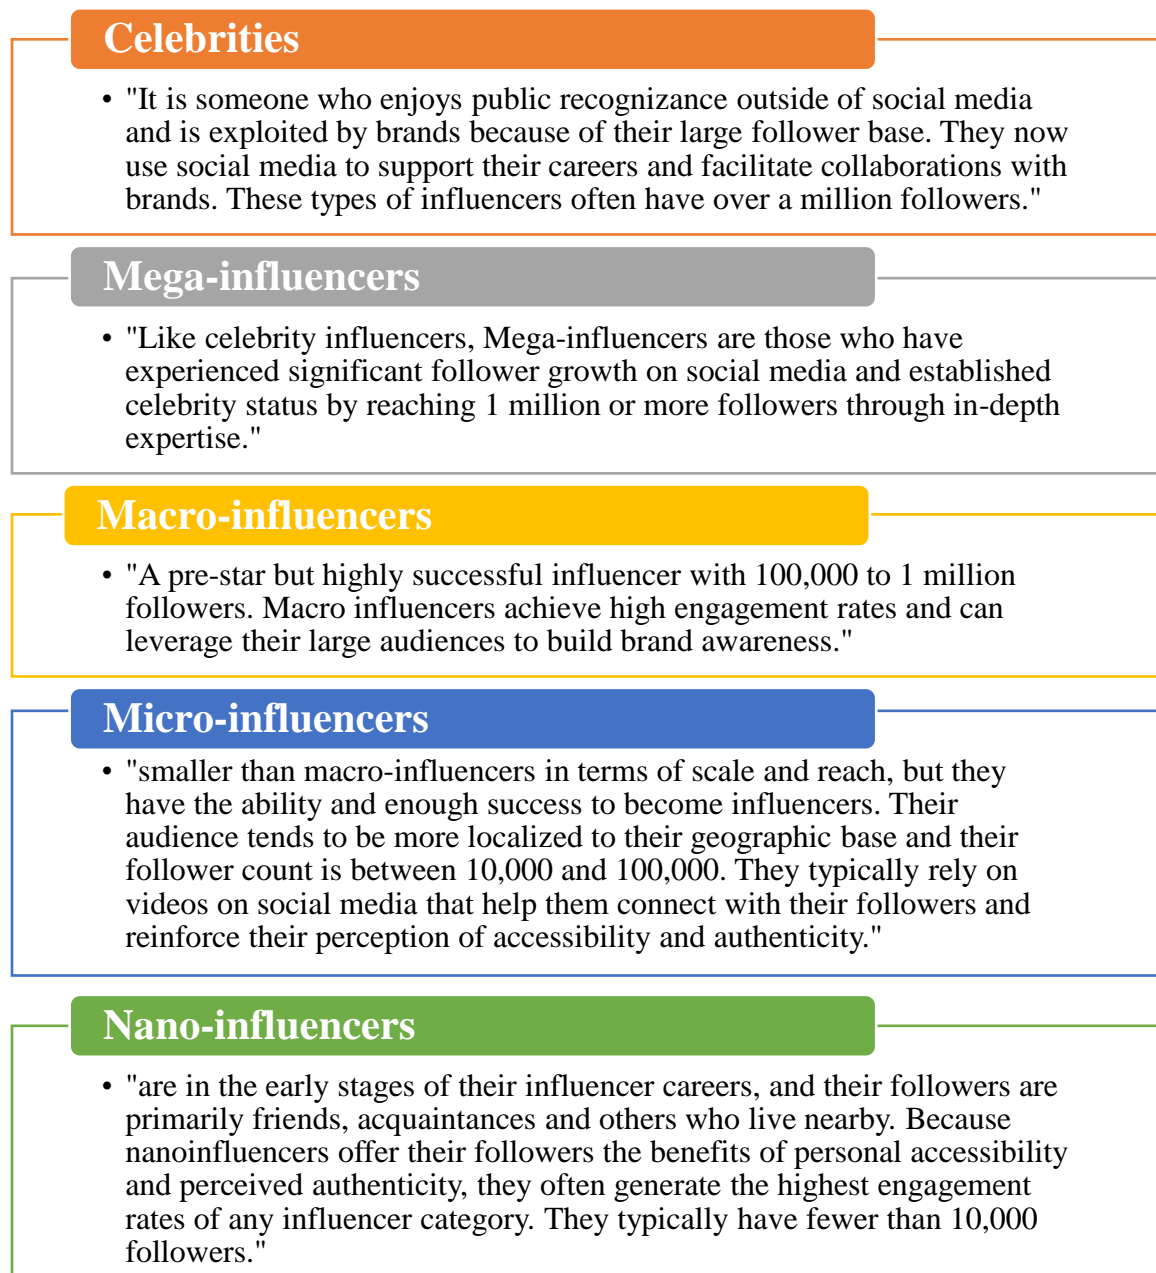 Celebrities
• "It is someone who enjoys public recognizance outside of social media
and is exploited by brands because of their large follower base. They now
use social media to support their careers and facilitate collaborations with
brands. These types of influencers often have over a million followers."
Mega-influencers
• "Like celebrity influencers, Mega-influencers are those who have
experienced significant follower growth on social media and established
celebrity status by reaching 1 million or more followers through in-depth
expertise."
Macro-influencers
• "A pre-star but highly successful influencer with 100,000 to 1 million
followers. Macro influencers achieve high engagement rates and can
leverage their large audiences to build brand awareness."
Micro-influencers
• "smaller than macro-influencers in terms of scale and reach, but they
have the ability and enough success to become influencers. Their
audience tends to be more localized to their geographic base and their
follower count is between 10,000 and 100,000. They typically rely on
videos on social media that help them connect with their followers and
reinforce their perception of accessibility and authenticity."
Nano-influencers
• "are in the early stages of their influencer careers, and their followers are
primarily friends, acquaintances and others who live nearby. Because
nanoinfluencers offer their followers the benefits of personal accessibility
and perceived authenticity, they often generate the highest engagement
rates of any influencer category. They typically have fewer than 10,000
followers."